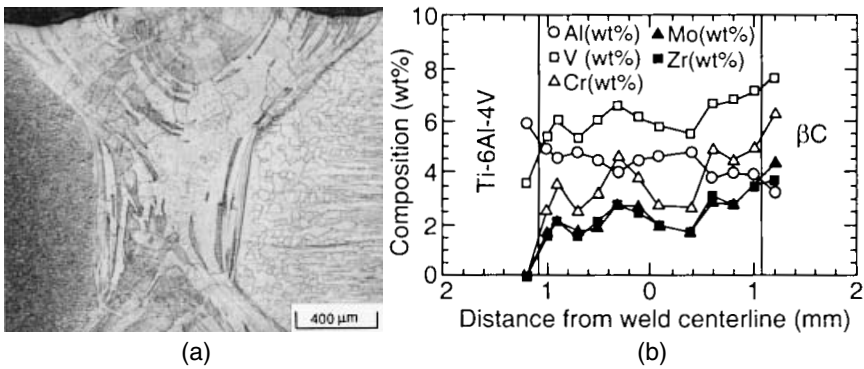 400 μm
(a)
Composition (wt%)
10
8
6
4
2
0
Al(wt%) Mo(wt%)
V (wt%) Zr(wt%)
Cr(wt%)
Ti-6Al-4V
βC
2 1 0 1 2
Distance from weld centerline (mm)
(b)